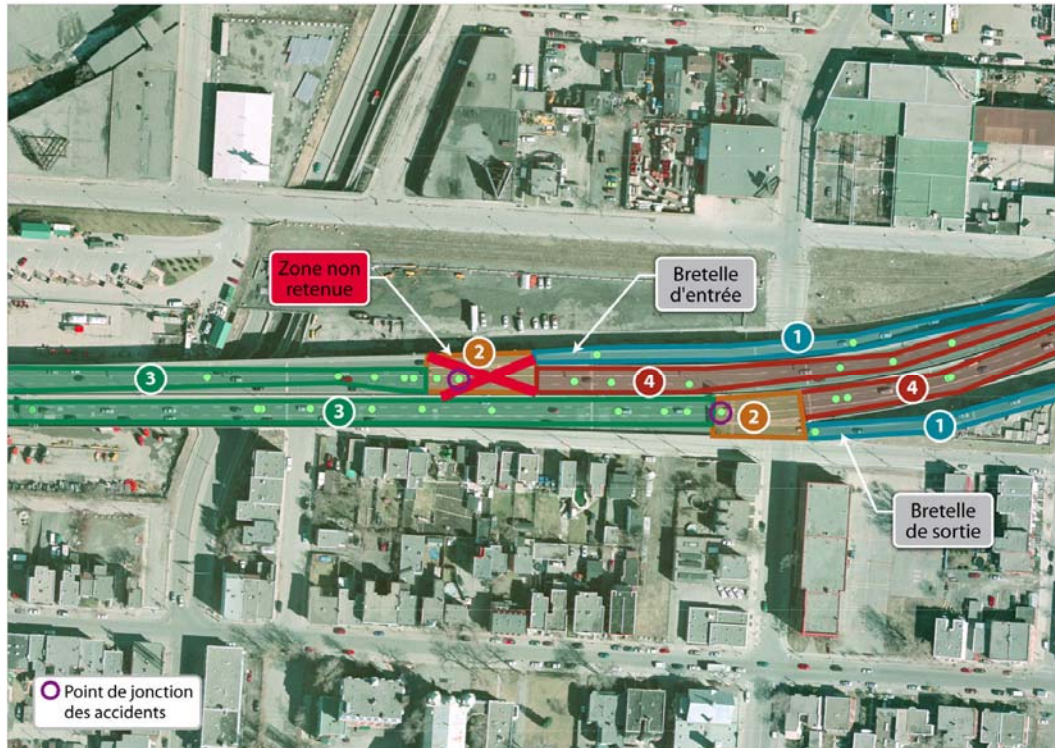 Zone non
retenue
Bretelle
d'entrée
2
1
3
4
4
3
2
1
Bretelle
de sortie
Point de jonction
des accidents